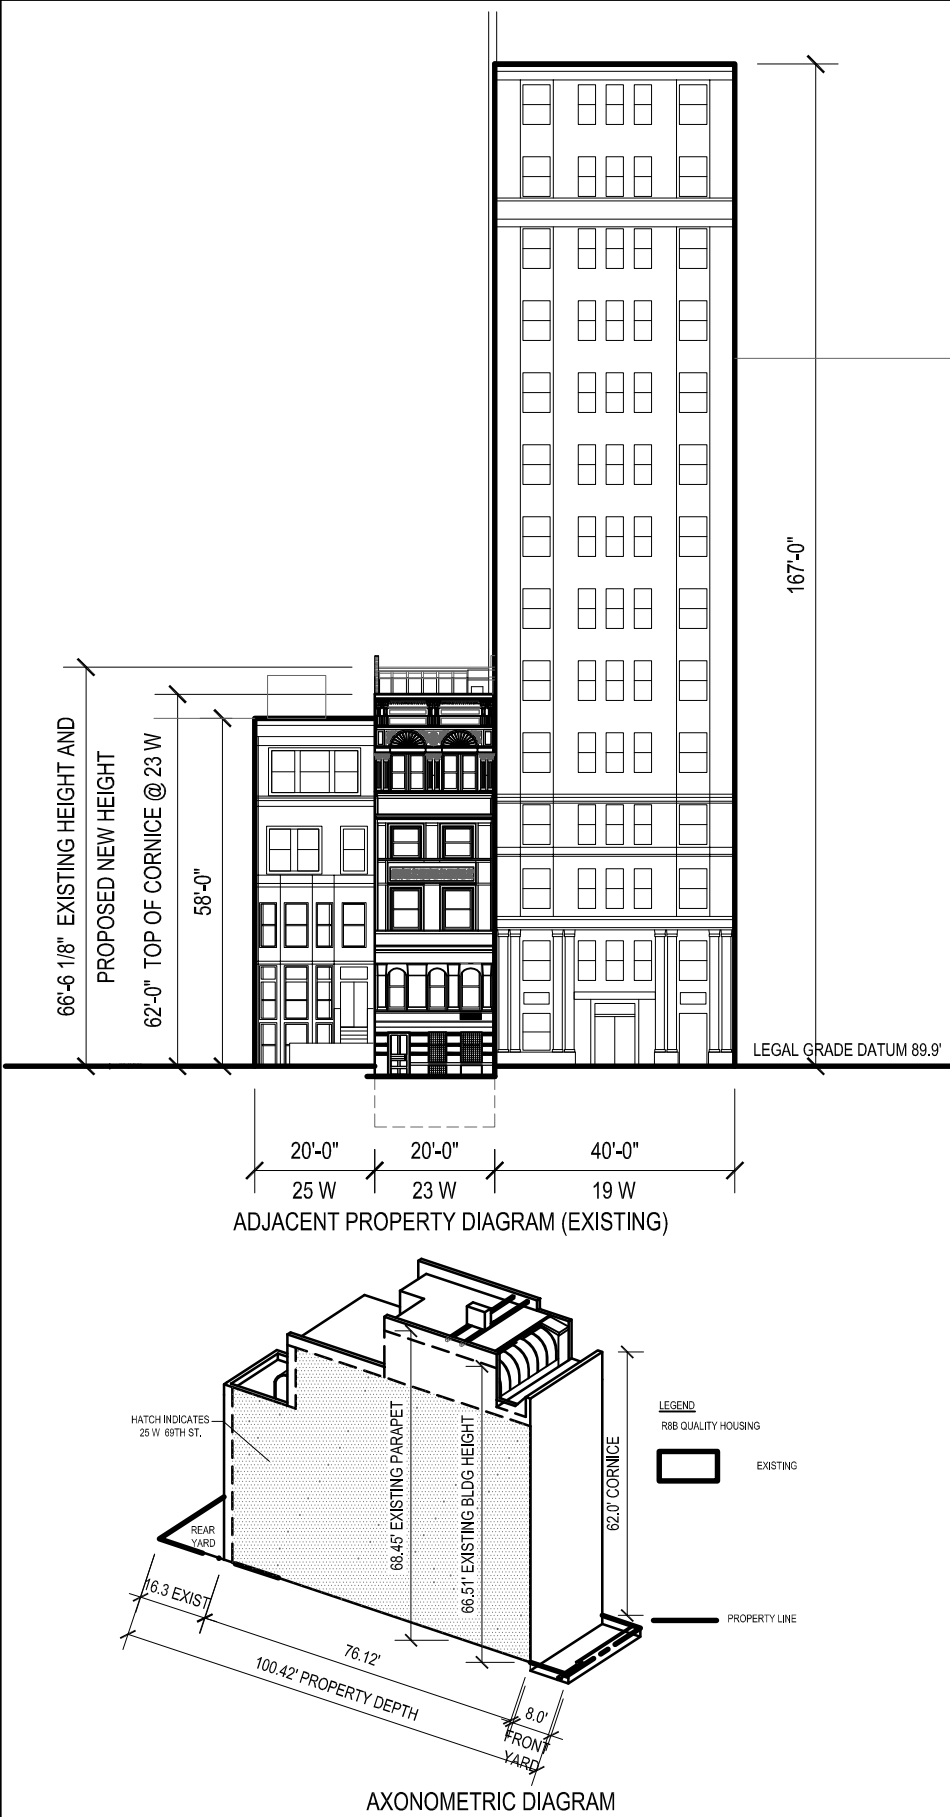 167'-0"
66'-6 1/8" EXISTING HEIGHT AND
PROPOSED NEW HEIGHT
62'-0" TOP OF CORNICE @ 23 W
58'-0"
LEGAL GRADE DATUM 89.9'
20'-0" 20'-0" 40'-0"
25 W 23 W 19 W
ADJACENT PROPERTY DIAGRAM (EXISTING)
HATCH INDICATES
25 W 69TH ST.
68.45' EXISTING PARAPET
66.51' EXISTING BLDG HEIGHT
62.0' CORNICE
LEGEND
R8B QUALITY HOUSING
EXISTING
PROPERTY LINE
REAR
YARD
16.3 EXIST
76.12'
100.42' PROPERTY DEPTH
8.0'
FRONT
YARD
AXONOMETRIC DIAGRAM